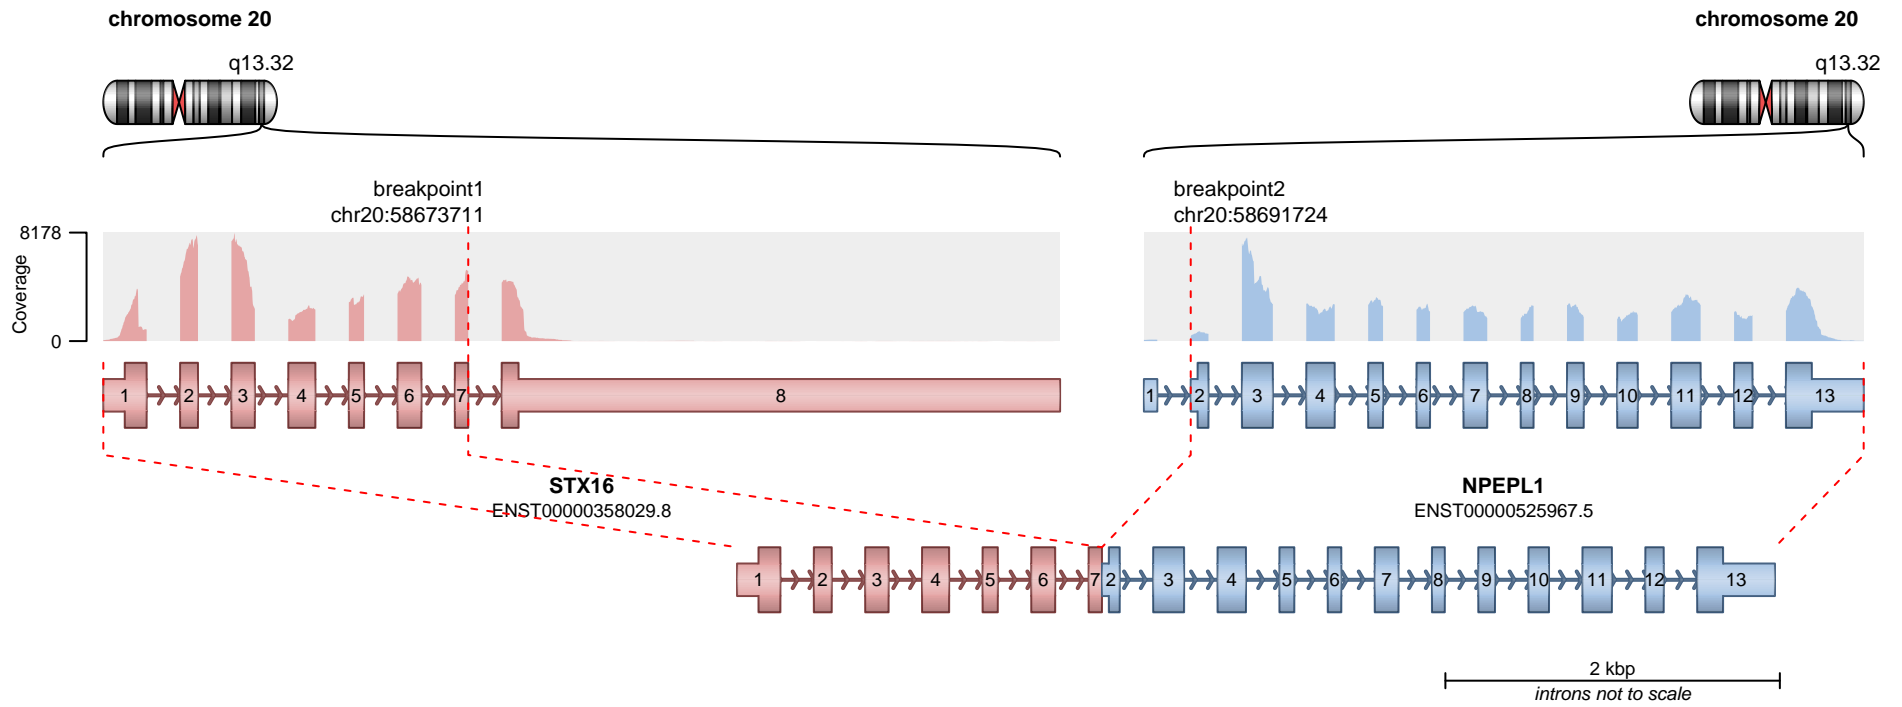 chromosome 20
chromosome 20
q13.32
q13.32
breakpoint1
chr20:58673711
breakpoint2
chr20:58691724
8178
Coverage
0
1 2 3 4 5 6 7 8
1 2 3 4 5 6 7 8 9 10 11 12 13
STX16
ENST00000358029.8
NPEPL1
ENST00000525967.5
1 2 3 4 5 6 7 2 3 4 5 6 7 8 9 10 11 12 13
2 kbp
introns not to scale